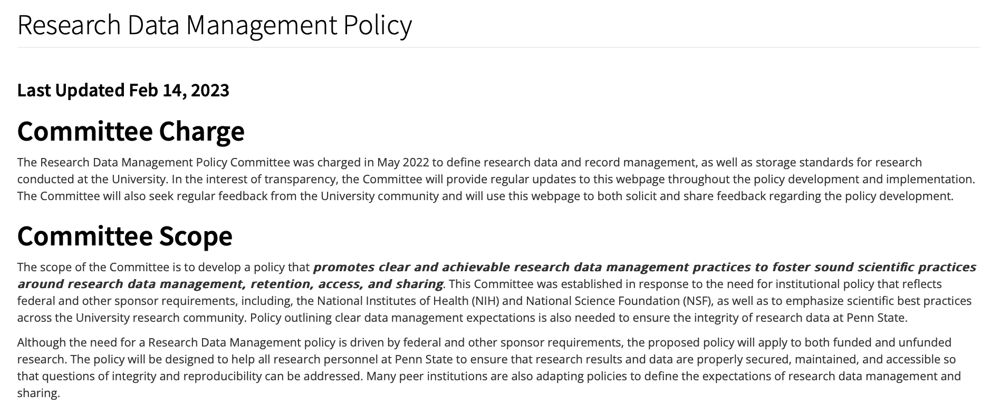 Research Data Management Policy
Last Updated Feb 14, 2023
Committee Charge
The Research Data Management Policy Committee was charged in May 2022 to define research data and record management, as well as storage standards for research
conducted at the University. In the interest of transparency, the Committee will provide regular updates to this webpage throughout the policy development and implementation.
The Committee will also seek regular feedback from the University community and will use this webpage to both solicit and share feedback regarding the policy development.
Committee Scope
The scope of the Committee is to develop a policy that promotes clear and achievable research data management practices to foster sound scientific practices
around research data management, retention, access, and sharing. This Committee was established in response to the need for institutional policy that reflects
federal and other sponsor requirements, including, the National Institutes of Health (NIH) and National Science Foundation (NSF), as well as to emphasize scientific best practices
across the University research community. Policy outlining clear data management expectations is also needed to ensure the integrity of research data at Penn State.
Although the need for a Research Data Management policy is driven by federal and other sponsor requirements, the proposed policy will apply to both funded and unfunded
research. The policy will be designed to help all research personnel at Penn State to ensure that research results and data are properly secured, maintained, and accessible so
that questions of integrity and reproducibility can be addressed. Many peer institutions are also adapting policies to define the expectations of research data management and
sharing.